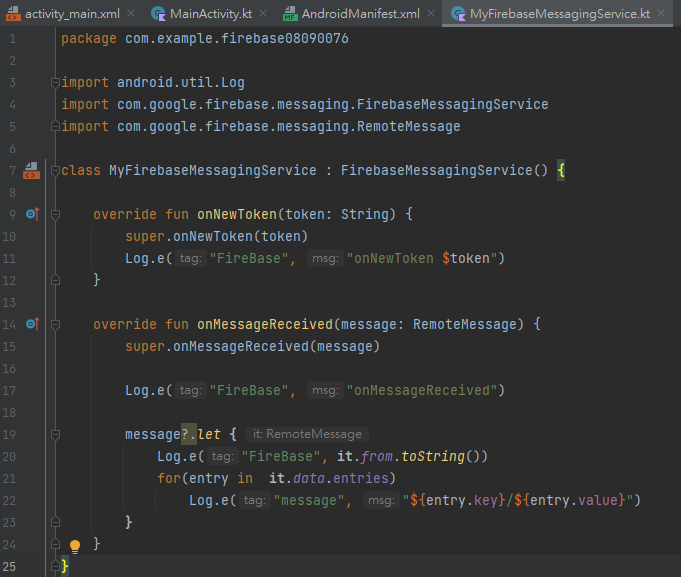 activity_main.xml MainActivity.kt AndroidManifest.xml MyFirebaseMessagingService.kt
1 package com.example.firebase08090076
2
3 import android.util.Log
4 import com.google.firebase.messaging.FirebaseMessagingService
5 import com.google.firebase.messaging.RemoteMessage
6
7 class MyFirebaseMessagingService : FirebaseMessagingService() {
8
9     override fun onNewToken(token: String) {
10         super.onNewToken(token)
11         Log.e( tag: "FireBase", msg: "onNewToken $token")
12     }
13
14     override fun onMessageReceived(message: RemoteMessage) {
15         super.onMessageReceived(message)
16
17         Log.e( tag: "FireBase", msg: "onMessageReceived")
18
19         message?.let { it: RemoteMessage
20             Log.e( tag: "FireBase", it.from.toString())
21             for(entry in  it.data.entries)
22                 Log.e( tag: "message", msg: "${entry.key}/${entry.value}")
23         }
24     }
25 }